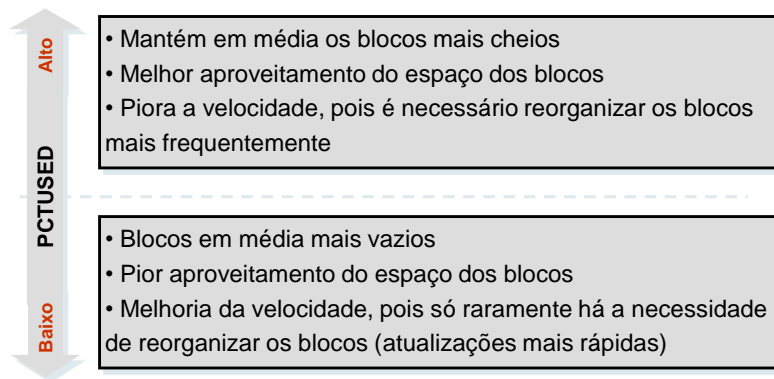 Alto
• Mantém em média os blocos mais cheios
• Melhor aproveitamento do espaço dos blocos
• Piora a velocidade, pois é necessário reorganizar os blocos
mais frequentemente
PCTUSED
• Blocos em média mais vazios
• Pior aproveitamento do espaço dos blocos
• Melhoria da velocidade, pois só raramente há a necessidade
de reorganizar os blocos (atualizações mais rápidas)
Baixo